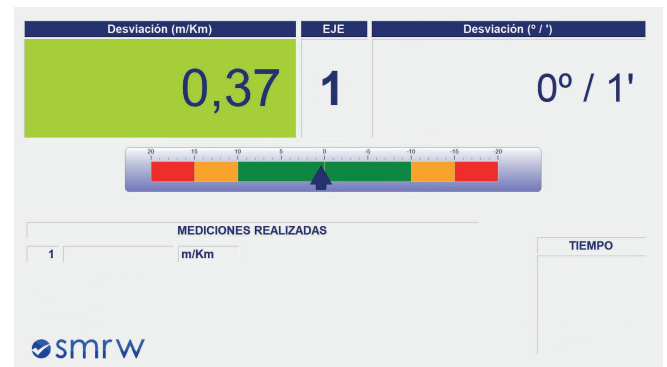 Desviación (m/Km) EJE Desviación (º / ')
0,37 1 0º / 1'
20 15 10 5 0 -5 -10 -15 -20
MEDICIONES REALIZADAS
TIEMPO
1 m/Km
smrw